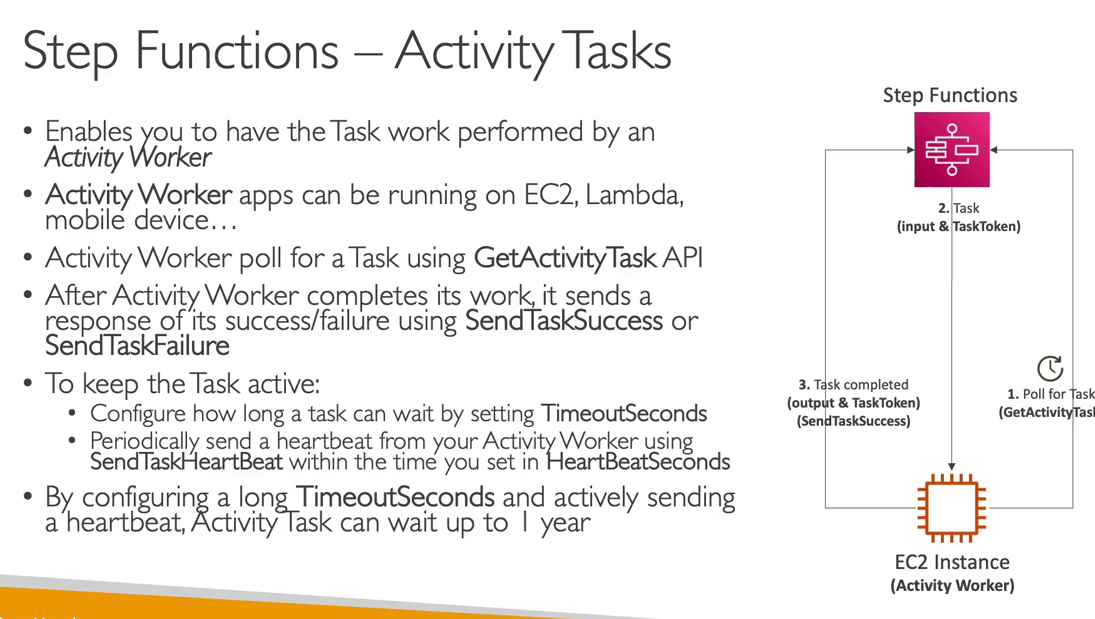 Step Functions – Activity Tasks
• Enables you to have the Task work performed by an
Activity Worker
• Activity Worker apps can be running on EC2, Lambda,
mobile device…
• Activity Worker poll for a Task using GetActivityTask API
• After Activity Worker completes its work, it sends a
response of its success/failure using SendTaskSuccess or
SendTaskFailure
• To keep the Task active:
• Configure how long a task can wait by setting TimeoutSeconds
• Periodically send a heartbeat from your Activity Worker using
SendTaskHeartBeat within the time you set in HeartBeatSeconds
• By configuring a long TimeoutSeconds and actively sending
a heartbeat, Activity Task can wait up to 1 year
Step Functions
2. Task
(input & TaskToken)
3. Task completed
(output & TaskToken)
(SendTaskSuccess)
1. Poll for Task
(GetActivityTas
EC2 Instance
(Activity Worker)